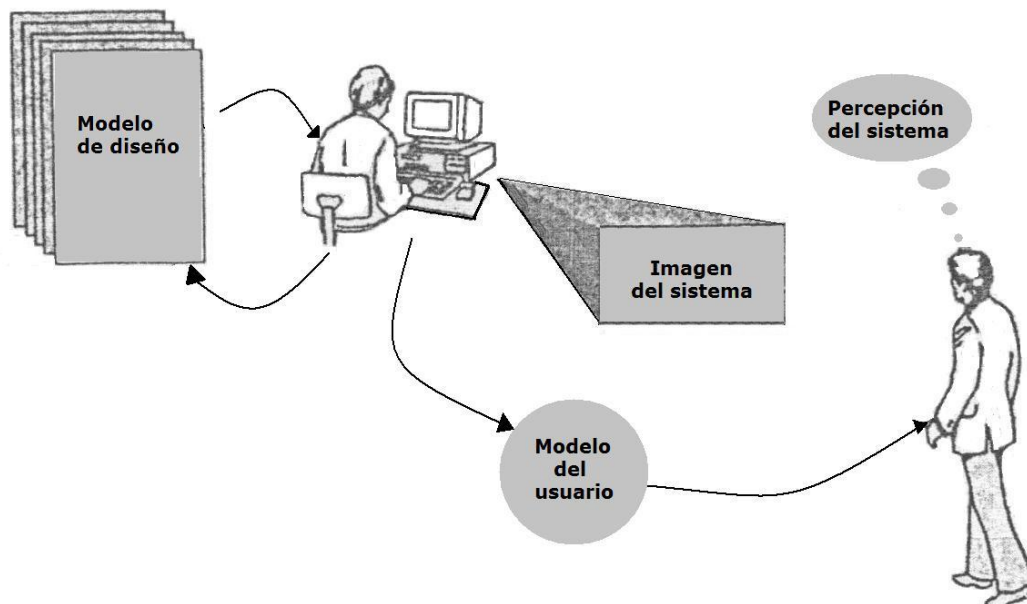 Modelo
de diseño
Percepción
del sistema
Imagen
del sistema
Modelo
del
usuario